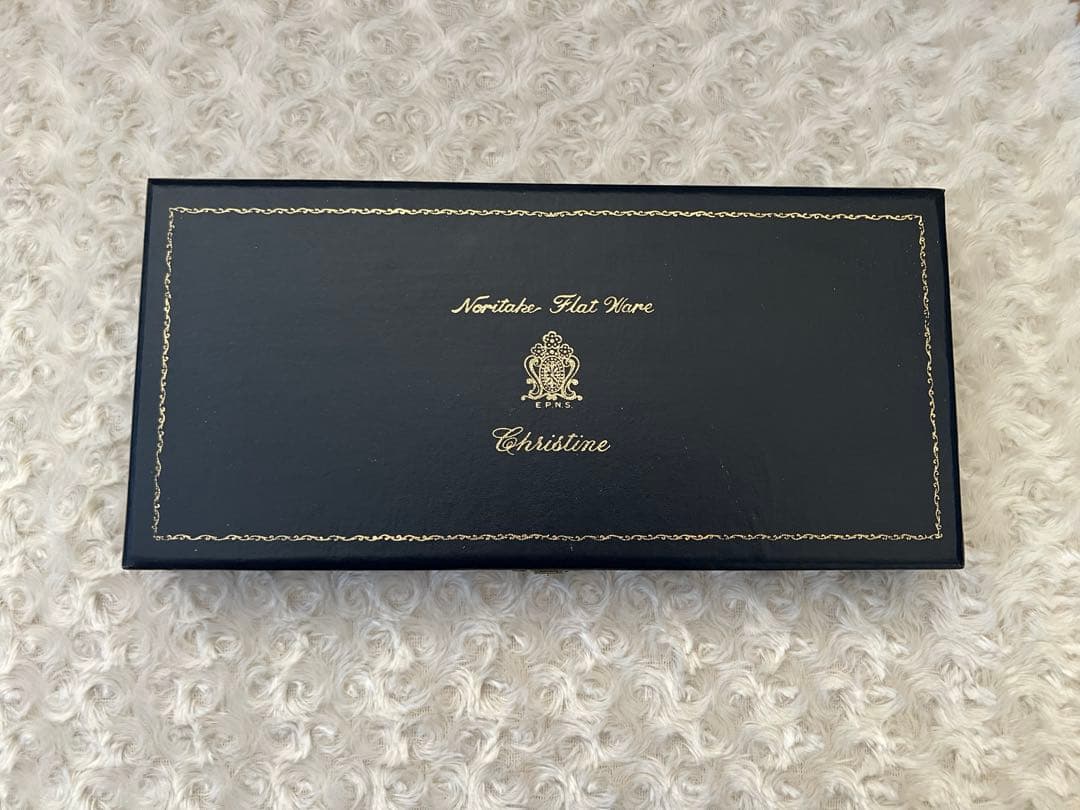 Noritake Flat Ware
E.P.N.S.
Christine